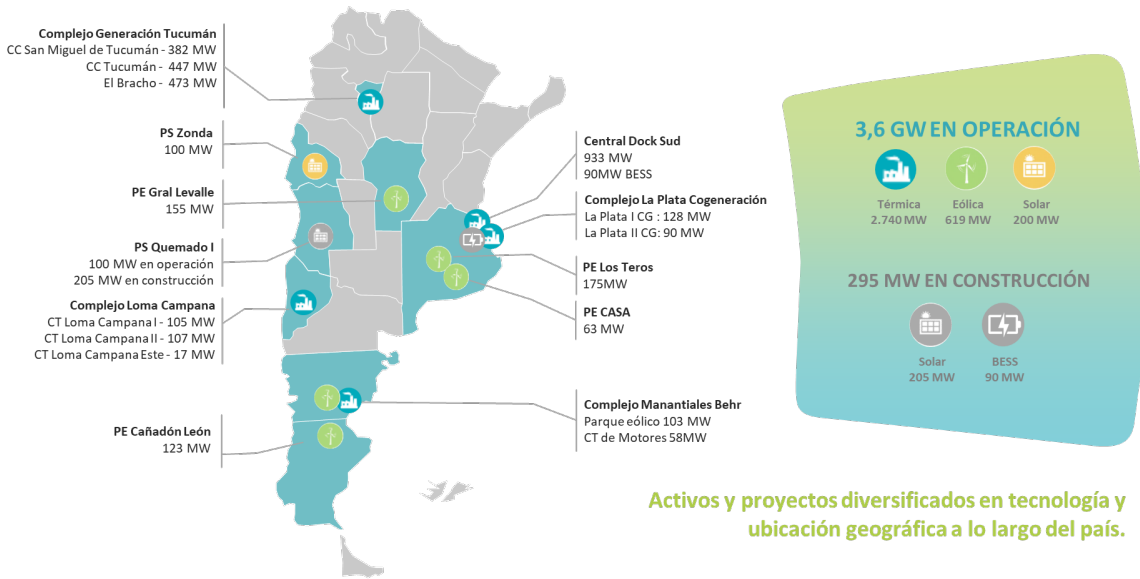 Complejo Generación Tucumán
CC San Miguel de Tucumán - 382 MW
CC Tucumán - 447 MW
El Bracho - 473 MW
PS Zonda
100 MW
PE Gral Levalle
155 MW
PS Quemado I
100 MW en operación
205 MW en construcción
Complejo Loma Campana
CT Loma Campana I - 105 MW
CT Loma Campana II - 107 MW
CT Loma Campana Este - 17 MW
PE Cañadón León
123 MW
Central Dock Sud
933 MW
90MW BESS
Complejo La Plata Cogeneración
La Plata I CG : 128 MW
La Plata II CG: 90 MW
PE Los Teros
175MW
PE CASA
63 MW
Complejo Manantiales Behr
Parque eólico 103 MW
CT de Motores 58MW
3,6 GW EN OPERACIÓN
Térmica Eólica Solar
2.740 MW 619 MW 200 MW
295 MW EN CONSTRUCCIÓN
Solar BESS
205 MW 90 MW
Activos y proyectos diversificados en tecnología y
ubicación geográfica a lo largo del país.